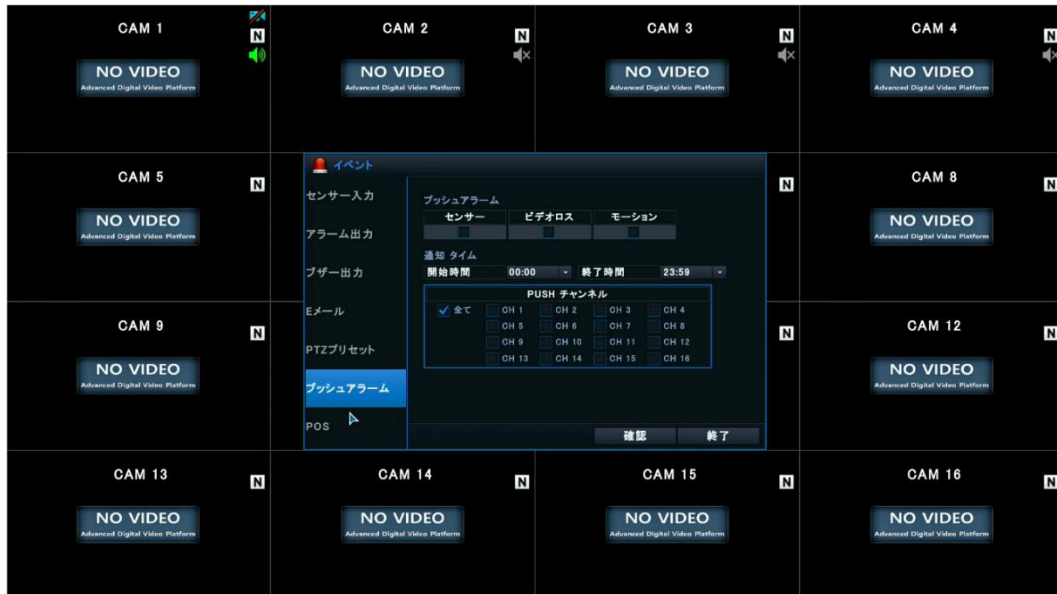 CAM 1
N
NO VIDEO
Advanced Digital Video Platform
CAM 2
N
NO VIDEO
Advanced Digital Video Platform
CAM 3
N
NO VIDEO
Advanced Digital Video Platform
CAM 4
N
NO VIDEO
Advanced Digital Video Platform
CAM 5
N
NO VIDEO
Advanced Digital Video Platform
N
CAM 8
N
NO VIDEO
Advanced Digital Video Platform
イベント
センサー入力
アラーム出力
ブザー出力
Eメール
PTZプリセット
プッシュアラーム
POS
プッシュアラーム
センサー ビデオロス モーション
通知 タイム
開始時間 00:00 終了時間 23:59
PUSH チャンネル
全て CH 1 CH 2 CH 3 CH 4
CH 5 CH 6 CH 7 CH 8
CH 9 CH 10 CH 11 CH 12
CH 13 CH 14 CH 15 CH 16
確認 終了
CAM 9
N
NO VIDEO
Advanced Digital Video Platform
N
CAM 12
N
NO VIDEO
Advanced Digital Video Platform
CAM 13
N
NO VIDEO
Advanced Digital Video Platform
CAM 14
N
NO VIDEO
Advanced Digital Video Platform
CAM 15
N
NO VIDEO
Advanced Digital Video Platform
CAM 16
N
NO VIDEO
Advanced Digital Video Platform